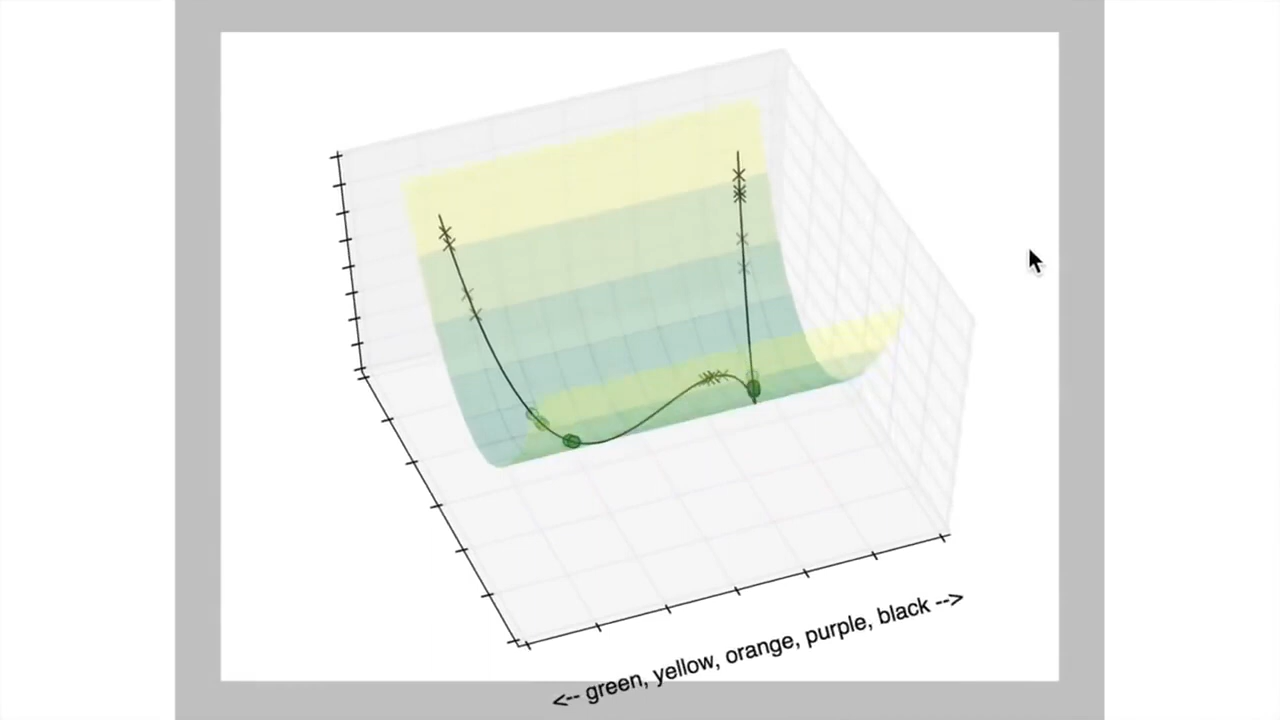 <-- green, yellow, orange, purple, black -->